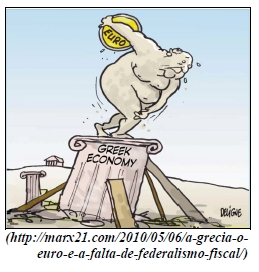 EURO
GREEK
ECONOMY
DELIGNE
(http://marx21.com/2010/05/06/a-grecia-o-
euro-e-a-falta-de-federalismo-fiscal/)